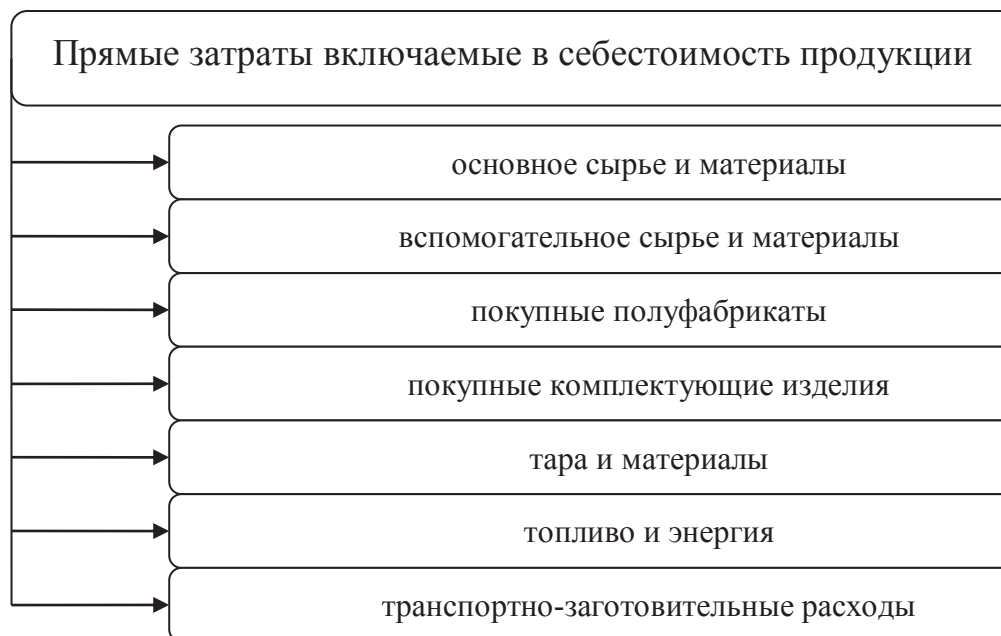 Прямые затраты включаемые в себестоимость продукции
основное сырье и материалы
вспомогательное сырье и материалы
покупные полуфабрикаты
покупные комплектующие изделия
тара и материалы
топливо и энергия
транспортно-заготовительные расходы